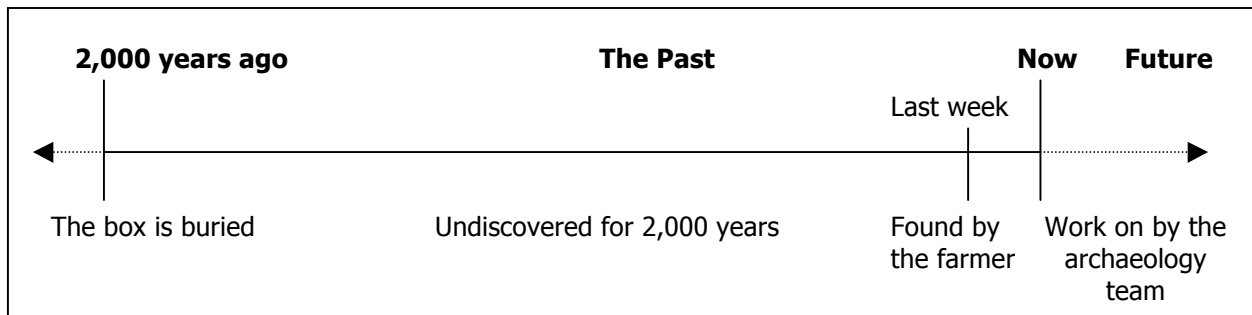 2,000 years ago The Past Now Future
Last week
The box is buried Undiscovered for 2,000 years Found by Work on by the
the farmer archaeology
team